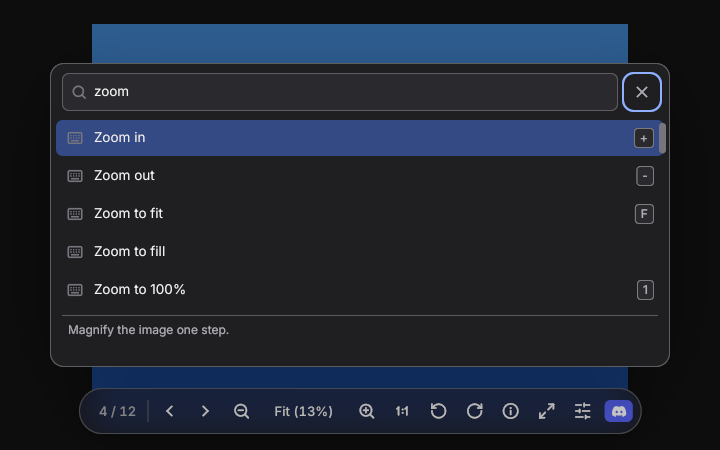 zoom
Zoom in +
Zoom out -
Zoom to fit F
Zoom to fill
Zoom to 100% 1
Magnify the image one step.
4 / 12 Fit (13%) 1:1